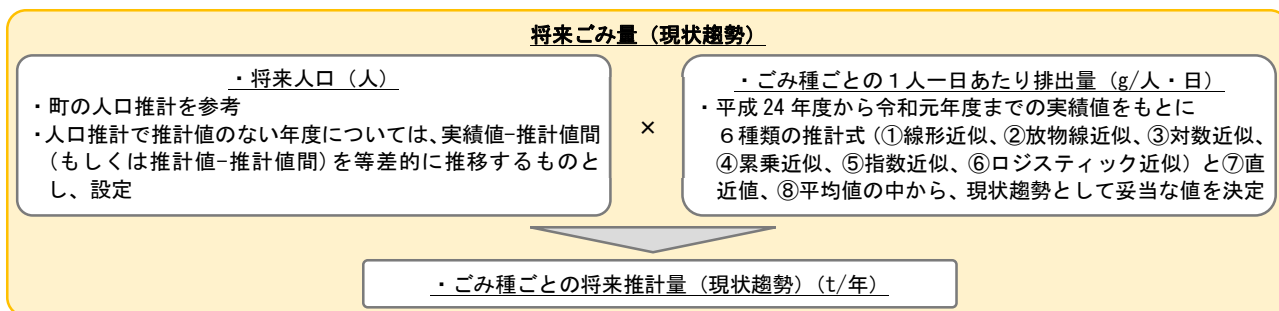 将来ごみ量（現状趨勢）
・将来人口（人）
・町の人口推計を参考
・人口推計で推計値のない年度については、実績値-推計値間
（もしくは推計値-推計値間）を等差的に推移するものと
し、設定
×
・ごみ種ごとの１人一日あたり排出量（g/人・日）
・平成 24 年度から令和元年度までの実績値をもとに
６種類の推計式（①線形近似、②放物線近似、③対数近似、
④累乗近似、⑤指数近似、⑥ロジスティック近似）と⑦直
近値、⑧平均値の中から、現状趨勢として妥当な値を決定
・ごみ種ごとの将来推計量（現状趨勢）（t/年）